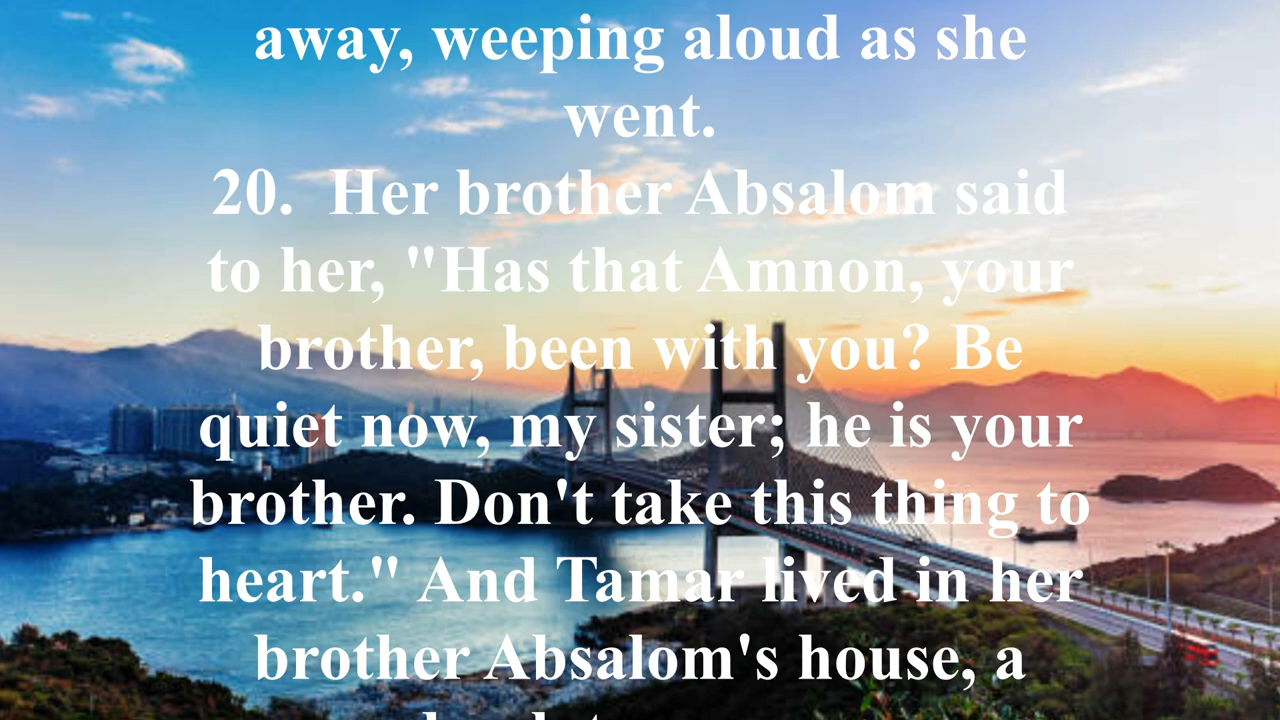 away, weeping aloud as she
went.
20. Her brother Absalom said
to her, "Has that Amnon, your
brother, been with you? Be
quiet now, my sister; he is your
brother. Don't take this thing to
heart." And Tamar lived in her
brother Absalom's house, a